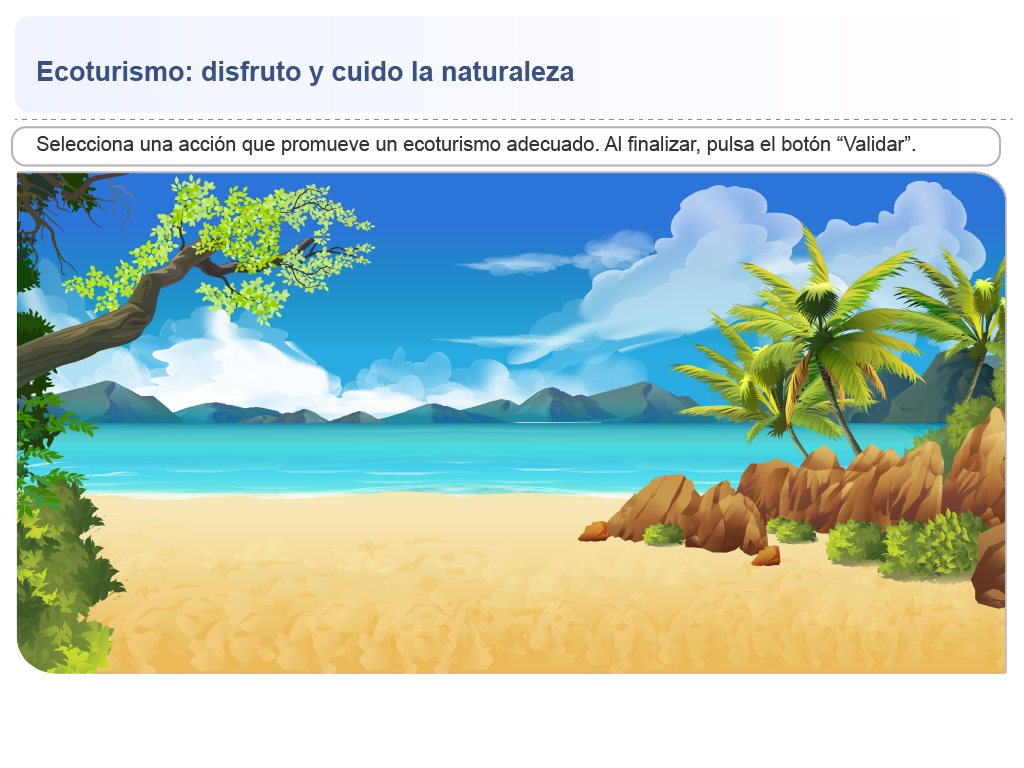 Ecoturismo: disfruto y cuido la naturaleza
Selecciona una acción que promueve un ecoturismo adecuado. Al finalizar, pulsa el botón “Validar”.